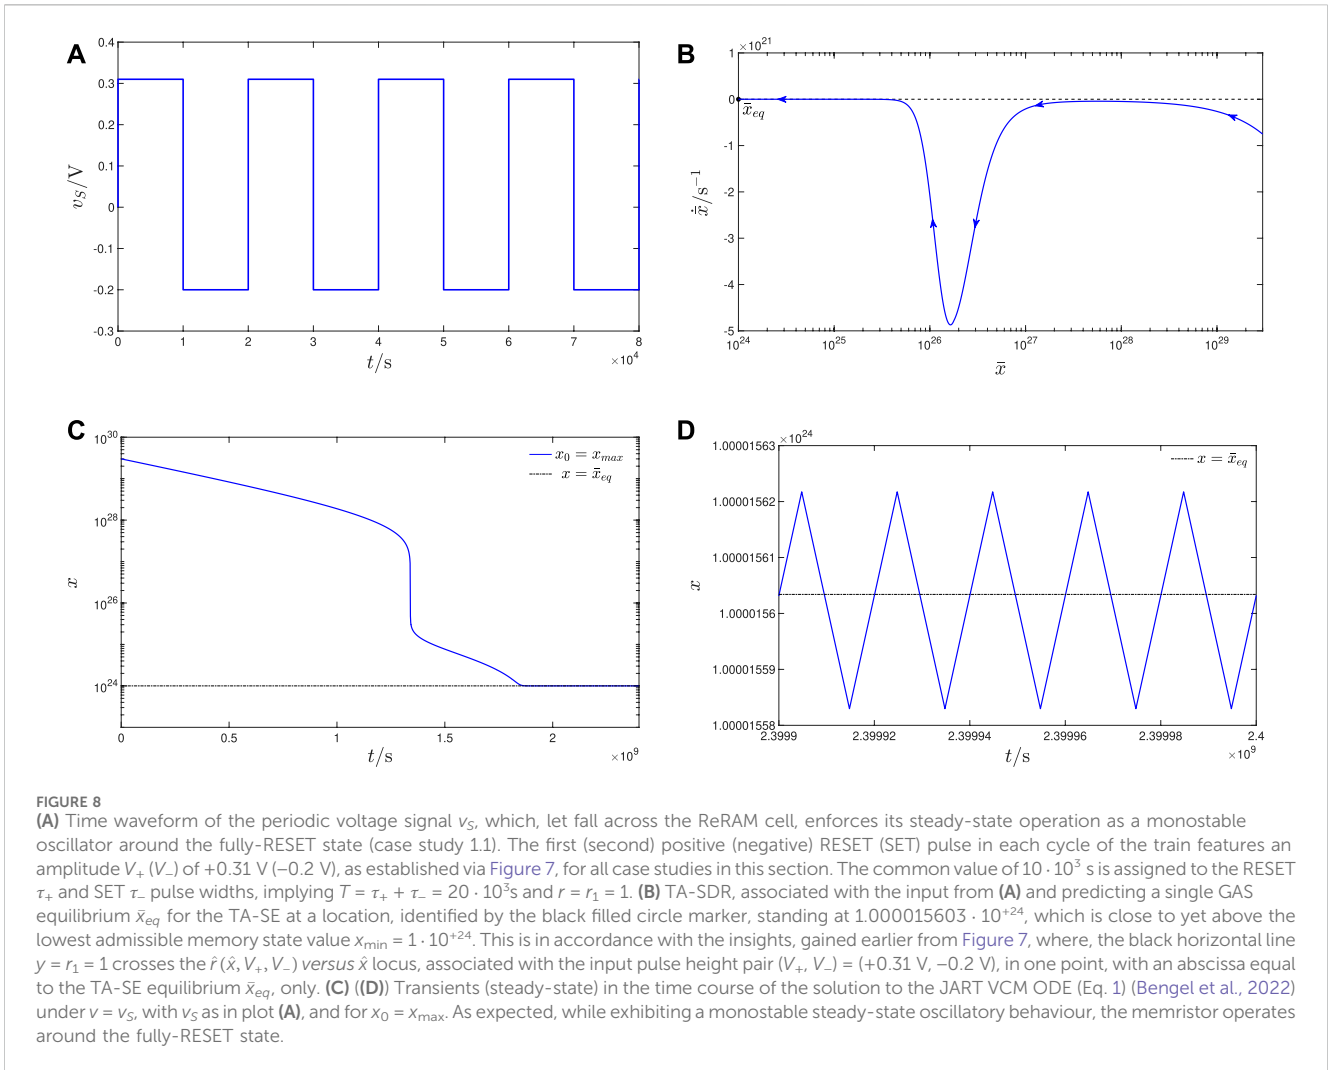 A
0.4
0.3
0.2
0.1
0
-0.1
-0.2
-0.3
v_S/V
0 1 2 3 4 5 6 7 8
×10^4
t/s
B
×10^21
1
0
-1
-2
-3
-4
-5
x̄_eq
ẋ̄/s^−1
10^24 10^25 10^26 10^27 10^28 10^29
x̄
C
10^30
10^28
10^26
10^24
x
x_0 = x_max
x = x̄_eq
0 0.5 1 1.5 2
×10^9
t/s
D
×10^24
1.00001563
1.00001562
1.00001561
1.0000156
1.00001559
1.00001558
x
x = x̄_eq
2.3999 2.39992 2.39994 2.39996 2.39998 2.4
×10^9
t/s
FIGURE 8
(A) Time waveform of the periodic voltage signal v_S, which, let fall across the ReRAM cell, enforces its steady-state operation as a monostable
oscillator around the fully-RESET state (case study 1.1). The first (second) positive (negative) RESET (SET) pulse in each cycle of the train features an
amplitude V_+ (V_−) of +0.31 V (−0.2 V), as established via Figure 7, for all case studies in this section. The common value of 10 · 10^3 s is assigned to the RESET
τ_+ and SET τ_− pulse widths, implying T = τ_+ + τ_− = 20 · 10^3s and r = r_1 = 1. (B) TA-SDR, associated with the input from (A) and predicting a single GAS
equilibrium x̄_eq for the TA-SE at a location, identified by the black filled circle marker, standing at 1.000015603 · 10^+24, which is close to yet above the
lowest admissible memory state value x_min = 1 · 10^+24. This is in accordance with the insights, gained earlier from Figure 7, where, the black horizontal line
y = r_1 = 1 crosses the r̂(x̂, V_+, V_−) versus x̂ locus, associated with the input pulse height pair (V_+, V_−) = (+0.31 V, −0.2 V), in one point, with an abscissa equal
to the TA-SE equilibrium x̄_eq, only. (C) ((D)) Transients (steady-state) in the time course of the solution to the JART VCM ODE (Eq. 1) (Bengel et al., 2022)
under v = v_S, with v_S as in plot (A), and for x_0 = x_max. As expected, while exhibiting a monostable steady-state oscillatory behaviour, the memristor operates
around the fully-RESET state.